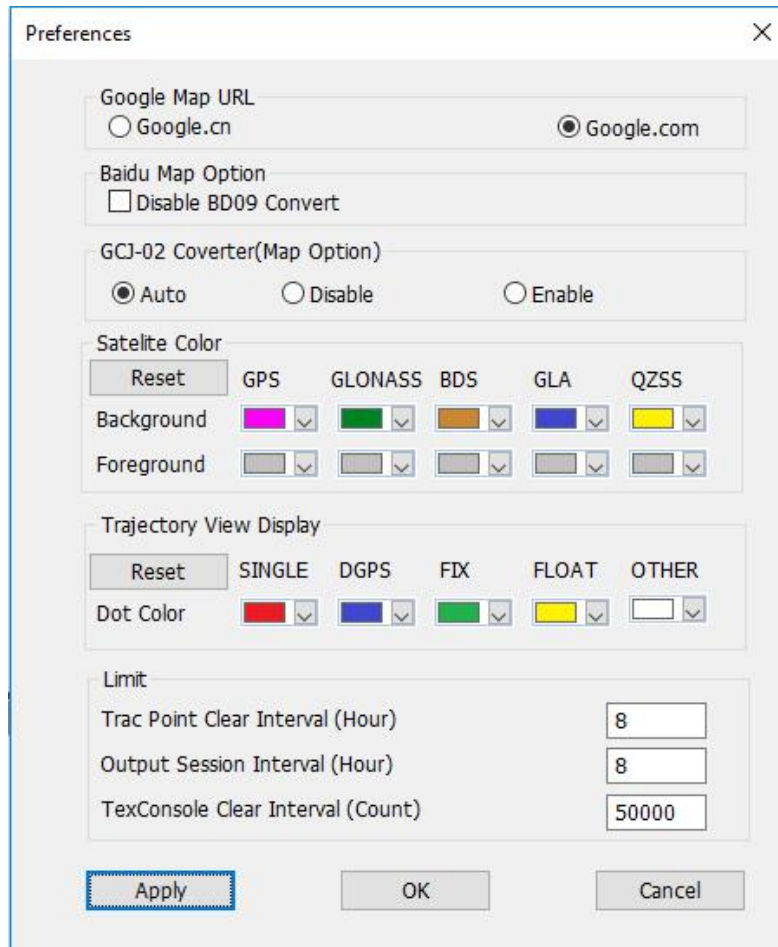 Preferences
Google Map URL
Google.cn Google.com
Baidu Map Option
Disable BD09 Convert
GCJ-02 Coverter(Map Option)
Auto Disable Enable
Satelite Color
Reset GPS GLONASS BDS GLA QZSS
Background
Foreground
Trajectory View Display
Reset SINGLE DGPS FIX FLOAT OTHER
Dot Color
Limit
Trac Point Clear Interval (Hour) 8
Output Session Interval (Hour) 8
TexConsole Clear Interval (Count) 50000
Apply OK Cancel